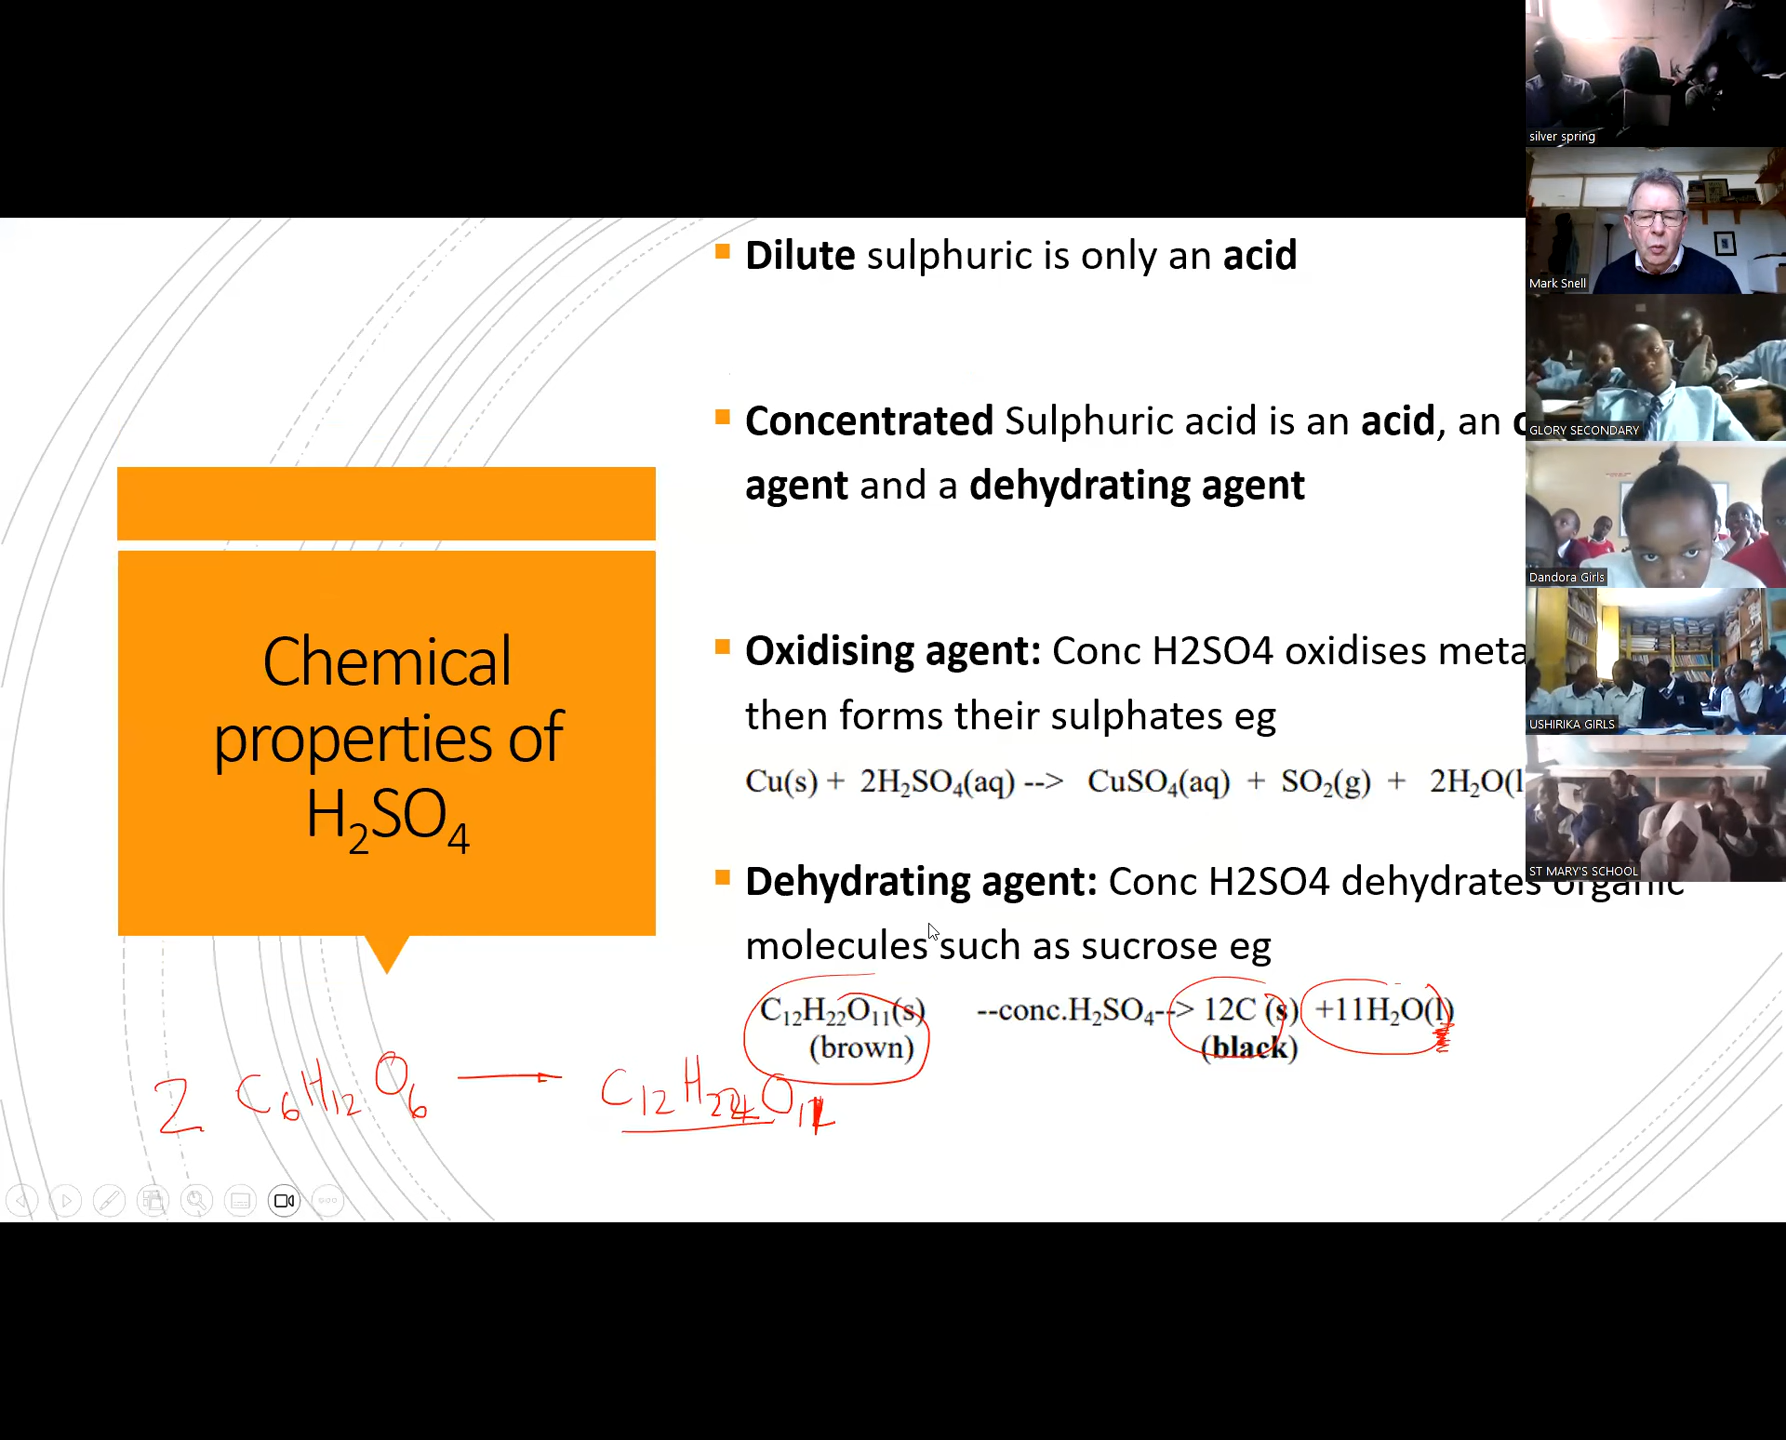 Dilute sulphuric is only an acid
Concentrated Sulphuric acid is an acid, an
agent and a dehydrating agent
Chemical
properties of
H₂SO₄
Oxidising agent: Conc H2SO4 oxidises meta
then forms their sulphates eg
Cu(s) + 2H₂SO₄(aq) --> CuSO₄(aq) + SO₂(g) + 2H₂O(l
Dehydrating agent: Conc H2SO4 dehydrates organic
molecules such as sucrose eg
C₁₂H₂₂O₁₁(s) --conc.H₂SO₄--> 12C (s) +11H₂O(l)
(brown) (black)
2 C₆H₁₂O₆ → C₁₂H₂₂O₁₁
silver spring
Mark Snell
GLORY SECONDARY
Dandora Girls
USHIRIKA GIRLS
ST MARY'S SCHOOL